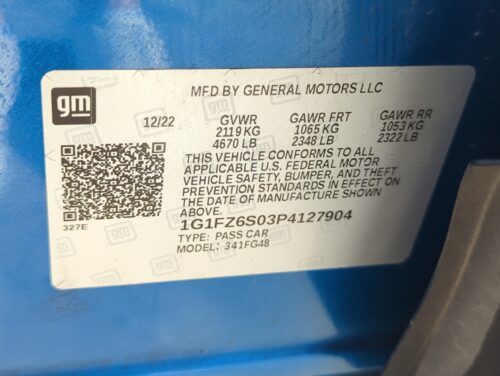 gm
MFD BY GENERAL MOTORS LLC
12/22 GVWR GAWR FRT GAWR RR
2119 KG 1065 KG 1053 KG
4670 LB 2348 LB 2322 LB
THIS VEHICLE CONFORMS TO ALL
APPLICABLE U.S. FEDERAL MOTOR
VEHICLE SAFETY, BUMPER, AND THEFT
PREVENTION STANDARDS IN EFFECT ON
THE DATE OF MANUFACTURE SHOWN
ABOVE.
327E
1G1FZ6S03P4127904
TYPE: PASS CAR
MODEL: 341FG48